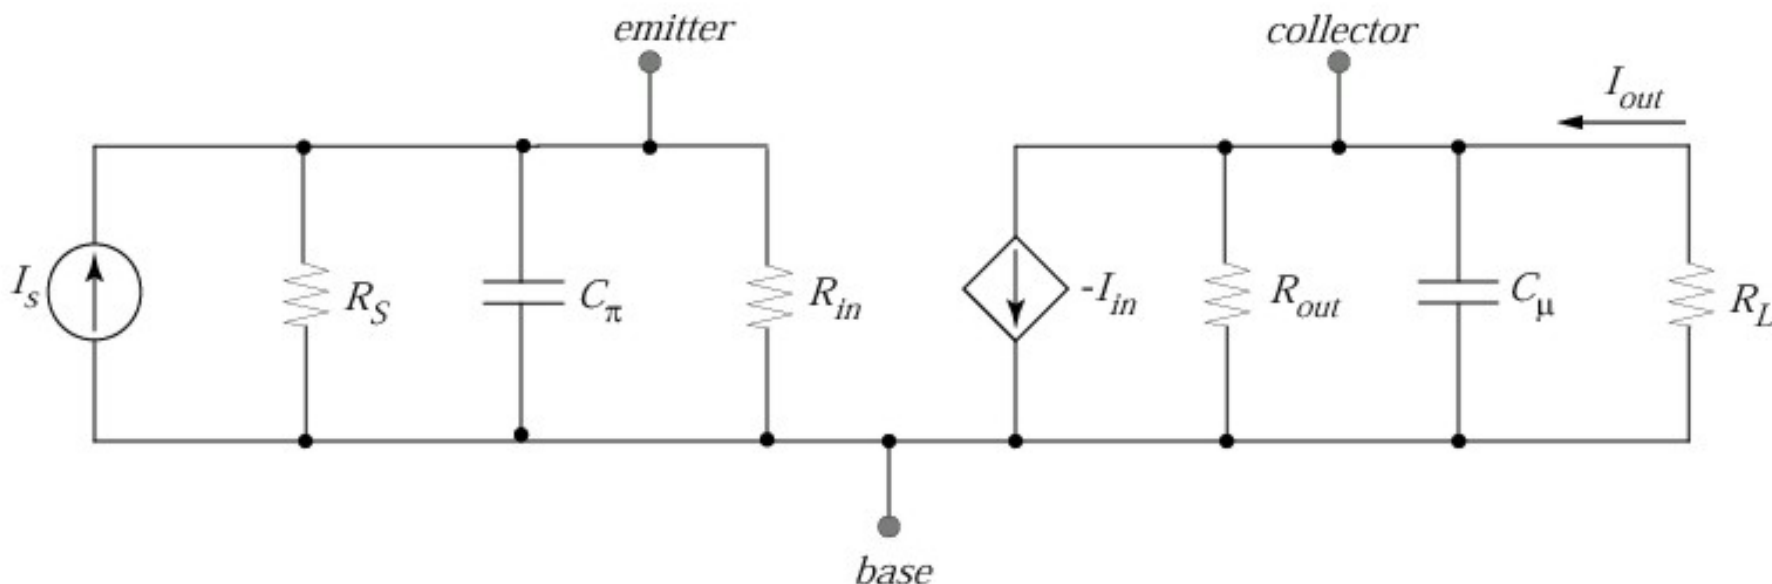 emitter
collector
I_out
I_s
R_S
C_π
R_in
-I_in
R_out
C_μ
R_L
base